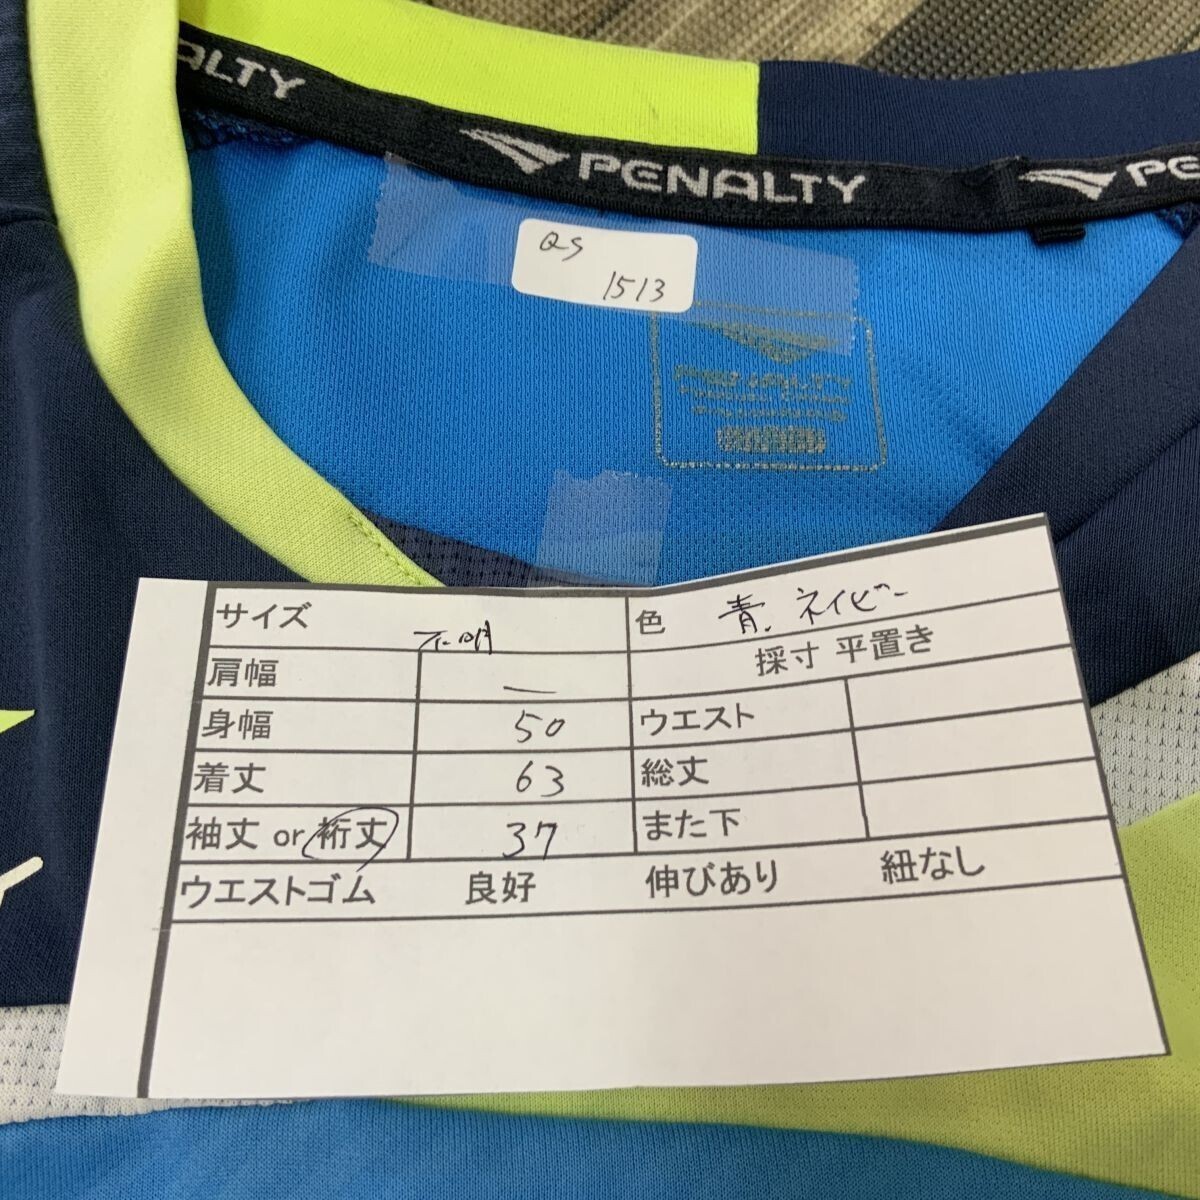 ALTY
PENALTY
PE
QS
1513
PENALTY
サイズ 不明 色 青、ネイビー
肩幅 — 採寸 平置き
身幅 50 ウエスト
着丈 63 総丈
袖丈 or 裄丈 37 また下
ウエストゴム 良好 伸びあり 紐なし